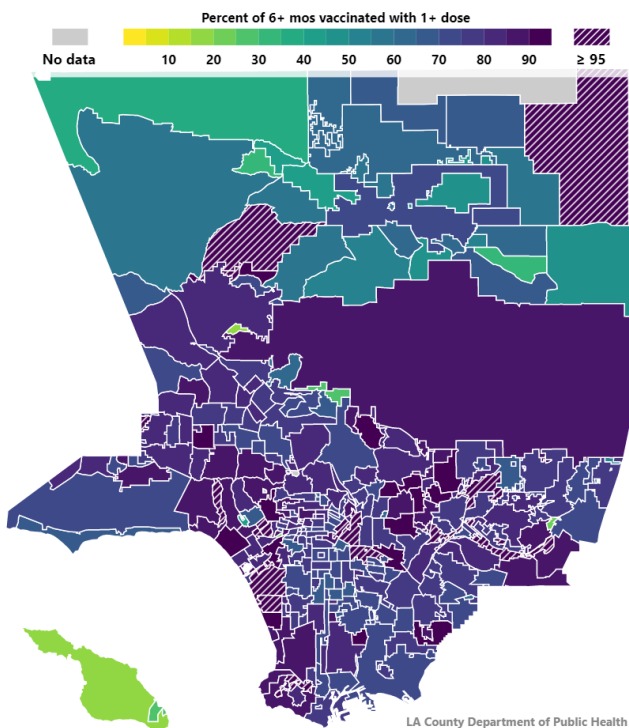 Percent of 6+ mos vaccinated with 1+ dose
No data 10 20 30 40 50 60 70 80 90 ≥ 95
LA County Department of Public Health